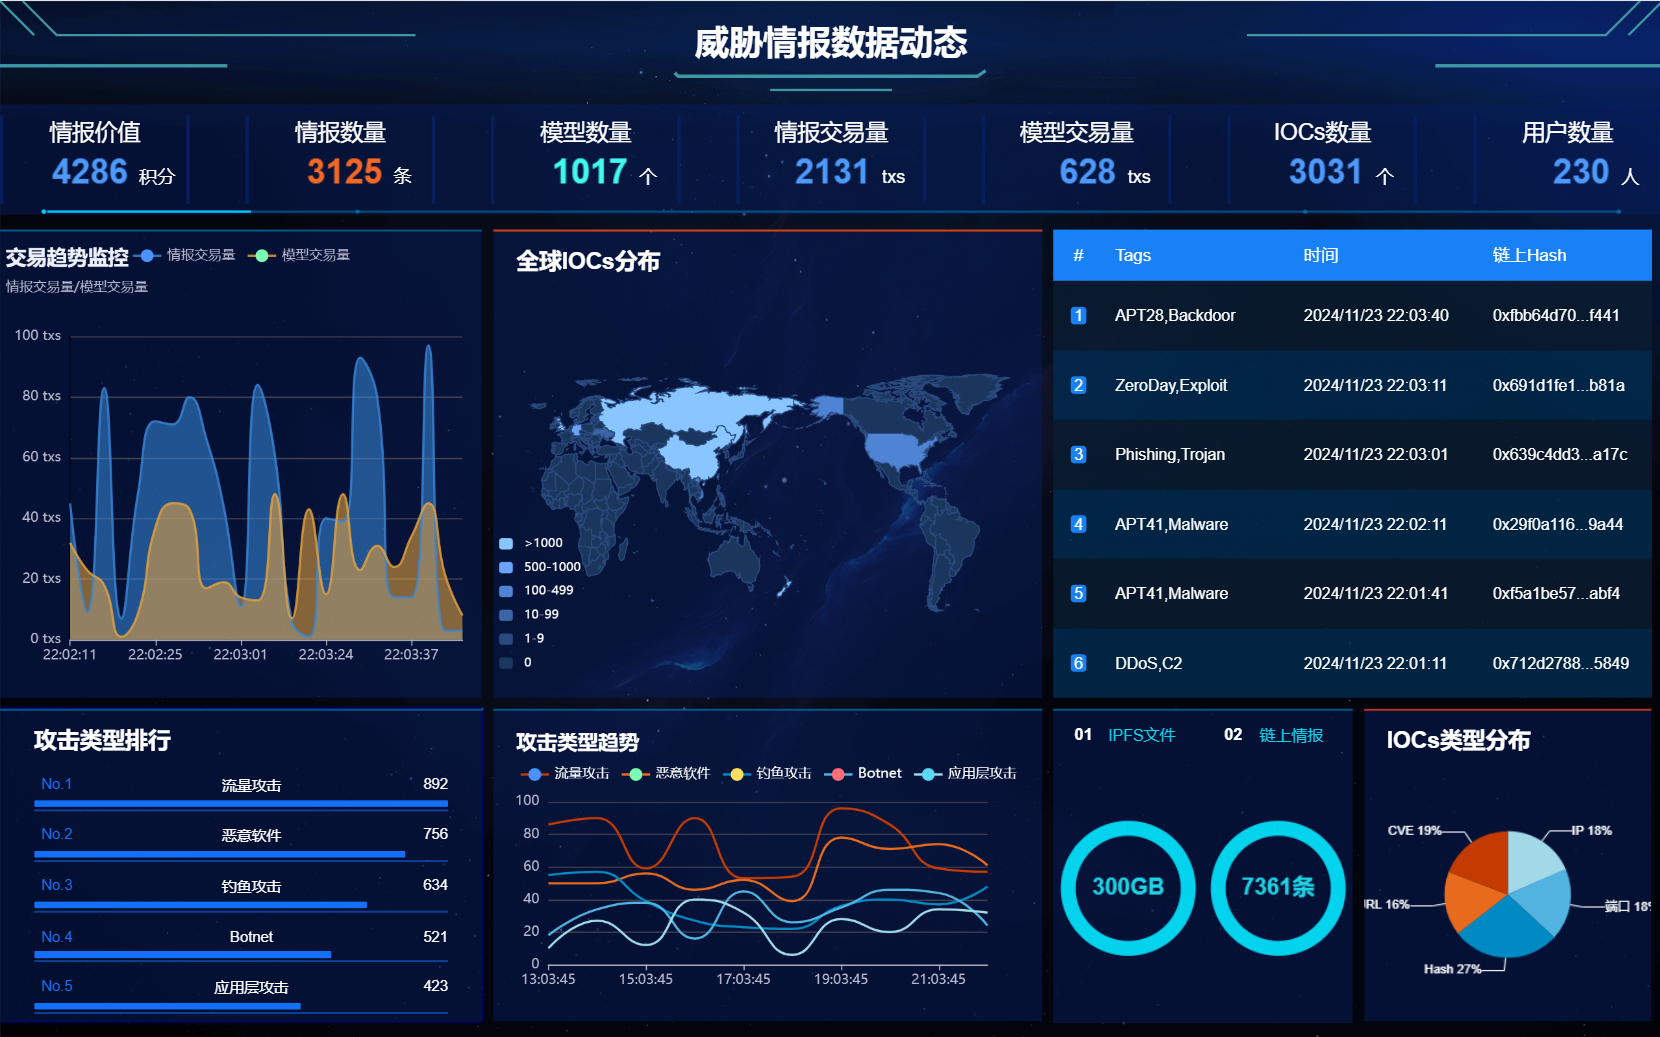 威胁情报数据动态
情报价值
4286 积分
情报数量
3125 条
模型数量
1017 个
情报交易量
2131 txs
模型交易量
628 txs
IOCs数量
3031 个
用户数量
230 人
交易趋势监控
情报交易量 模型交易量
情报交易量/模型交易量
100 txs
80 txs
60 txs
40 txs
20 txs
0 txs
22:02:11 22:02:25 22:03:01 22:03:24 22:03:37
全球IOCs分布
>1000
500-1000
100-499
10-99
1-9
0
# Tags 时间 链上Hash
1 APT28,Backdoor 2024/11/23 22:03:40 0xfbb64d70...f441
2 ZeroDay,Exploit 2024/11/23 22:03:11 0x691d1fe1...b81a
3 Phishing,Trojan 2024/11/23 22:03:01 0x639c4dd3...a17c
4 APT41,Malware 2024/11/23 22:02:11 0x29f0a116...9a44
5 APT41,Malware 2024/11/23 22:01:41 0xf5a1be57...abf4
6 DDoS,C2 2024/11/23 22:01:11 0x712d2788...5849
攻击类型排行
No.1 流量攻击 892
No.2 恶意软件 756
No.3 钓鱼攻击 634
No.4 Botnet 521
No.5 应用层攻击 423
攻击类型趋势
流量攻击 恶意软件 钓鱼攻击 Botnet 应用层攻击
100
80
60
40
20
0
13:03:45 15:03:45 17:03:45 19:03:45 21:03:45
01 IPFS文件 02 链上情报
300GB 7361条
IOCs类型分布
CVE 19% IP 18%
RL 16% 端口 18%
Hash 27%